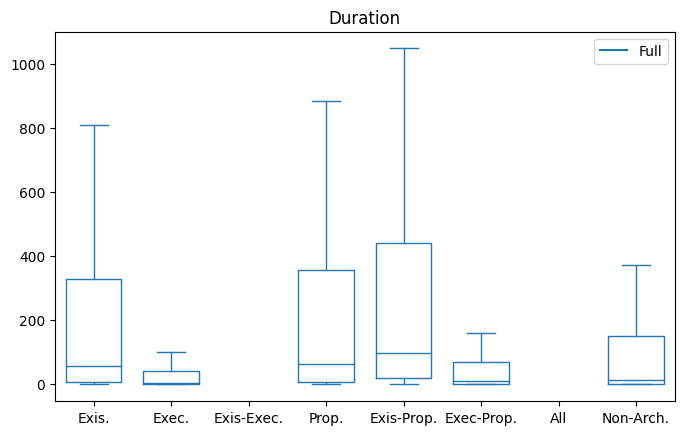 Duration
Full
1000
800
600
400
200
0
Exis. Exec. Exis-Exec. Prop. Exis-Prop. Exec-Prop. All Non-Arch.